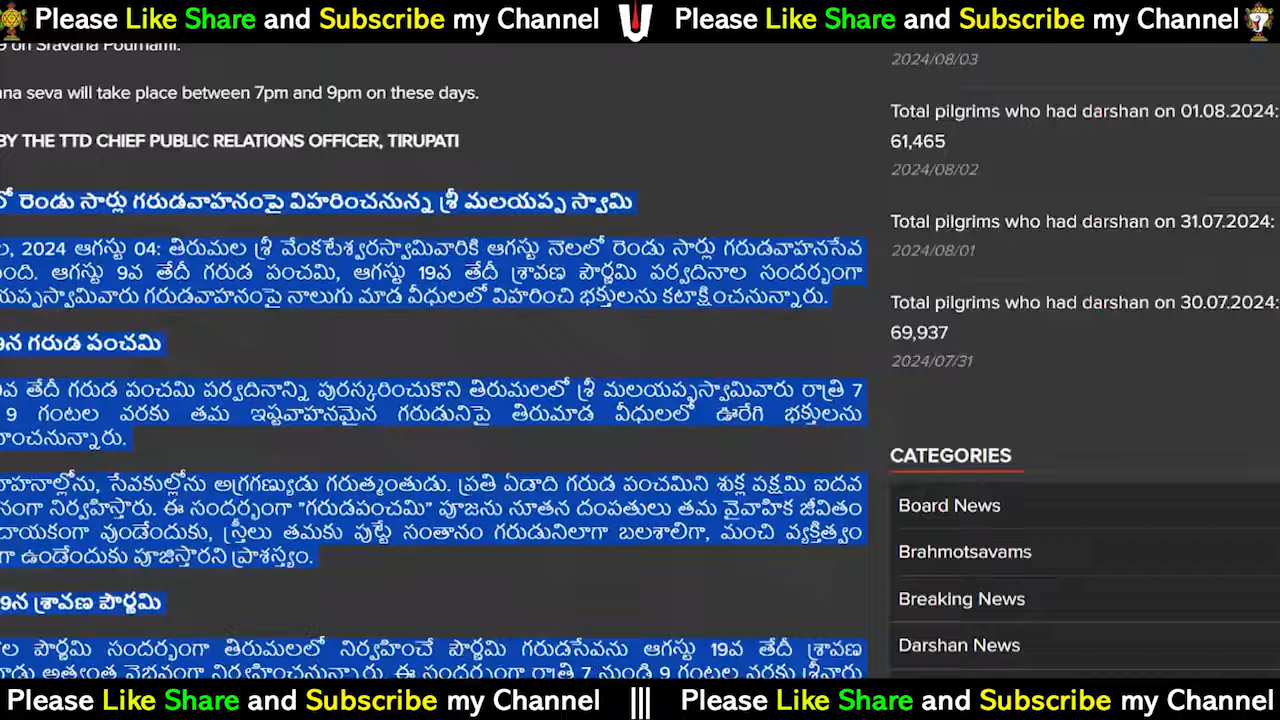 Please Like Share and Subscribe my Channel Please Like Share and Subscribe my Channel
9 on Sravana Pournami.
ana seva will take place between 7pm and 9pm on these days.
BY THE TTD CHIEF PUBLIC RELATIONS OFFICER, TIRUPATI
లో రెండు సార్లు గరుడవాహనంపై విహరించనున్న శ్రీ మలయప్ప స్వామి
ల, 2024 ఆగస్టు 04: తిరుమల శ్రీ వేంకటేశ్వరస్వామివారికి ఆగస్టు నెలలో రెండు సార్లు గరుడవాహనసేవ
ంది. ఆగస్టు 9వ తేదీ గరుడ పంచమి, ఆగస్టు 19వ తేదీ శ్రావణ పౌర్ణమి పర్వదినాల సందర్భంగా
యప్పస్వామివారు గరుడవాహనంపై నాలుగు మాడ వీధులలో విహరించి భక్తులను కటాక్షించనున్నారు.
9న గరుడ పంచమి
9వ తేదీ గరుడ పంచమి పర్వదినాన్ని పురస్కరించుకొని తిరుమలలో శ్రీ మలయప్పస్వామివారు రాత్రి 7
9 గంటల వరకు తమ ఇష్టవాహనమైన గరుడునిపై తిరుమాడ వీధులలో ఊరేగి భక్తులను
హించనున్నారు.
వాహనాల్లోను, సేవకుల్లోను అగ్రగణ్యుడు గరుత్మంతుడు. ప్రతి ఏడాది గరుడ పంచమిని శుక్ల పక్షమి ఐదవ
నంగా నిర్వహిస్తారు. ఈ సందర్భంగా "గరుడపంచమి" పూజను నూతన దంపతులు తమ వైవాహిక జీవితం
దాయకంగా వుండేందుకు, స్త్రీలు తమకు పుట్టే సంతానం గరుడునిలాగా బలశాలిగా, మంచి వ్యక్తిత్వం
గా ఉండేందుకు పూజిస్తారని ప్రాశస్త్యం.
9న శ్రావణ పౌర్ణమి
ల పౌర్ణమి సందర్భంగా తిరుమలలో నిర్వహించే పౌర్ణమి గరుడసేవను ఆగస్టు 19వ తేదీ శ్రావణ
నాడు అత్యంత వైభవంగా నిర్వహించనున్నారు. ఈ సందర్భంగా రాత్రి 7 నుండి 9 గంటల వరకు శ్రీవారు
2024/08/03
Total pilgrims who had darshan on 01.08.2024:
61,465
2024/08/02
Total pilgrims who had darshan on 31.07.2024:
2024/08/01
Total pilgrims who had darshan on 30.07.2024:
69,937
2024/07/31
CATEGORIES
Board News
Brahmotsavams
Breaking News
Darshan News
Please Like Share and Subscribe my Channel ||| Please Like Share and Subscribe my Channel